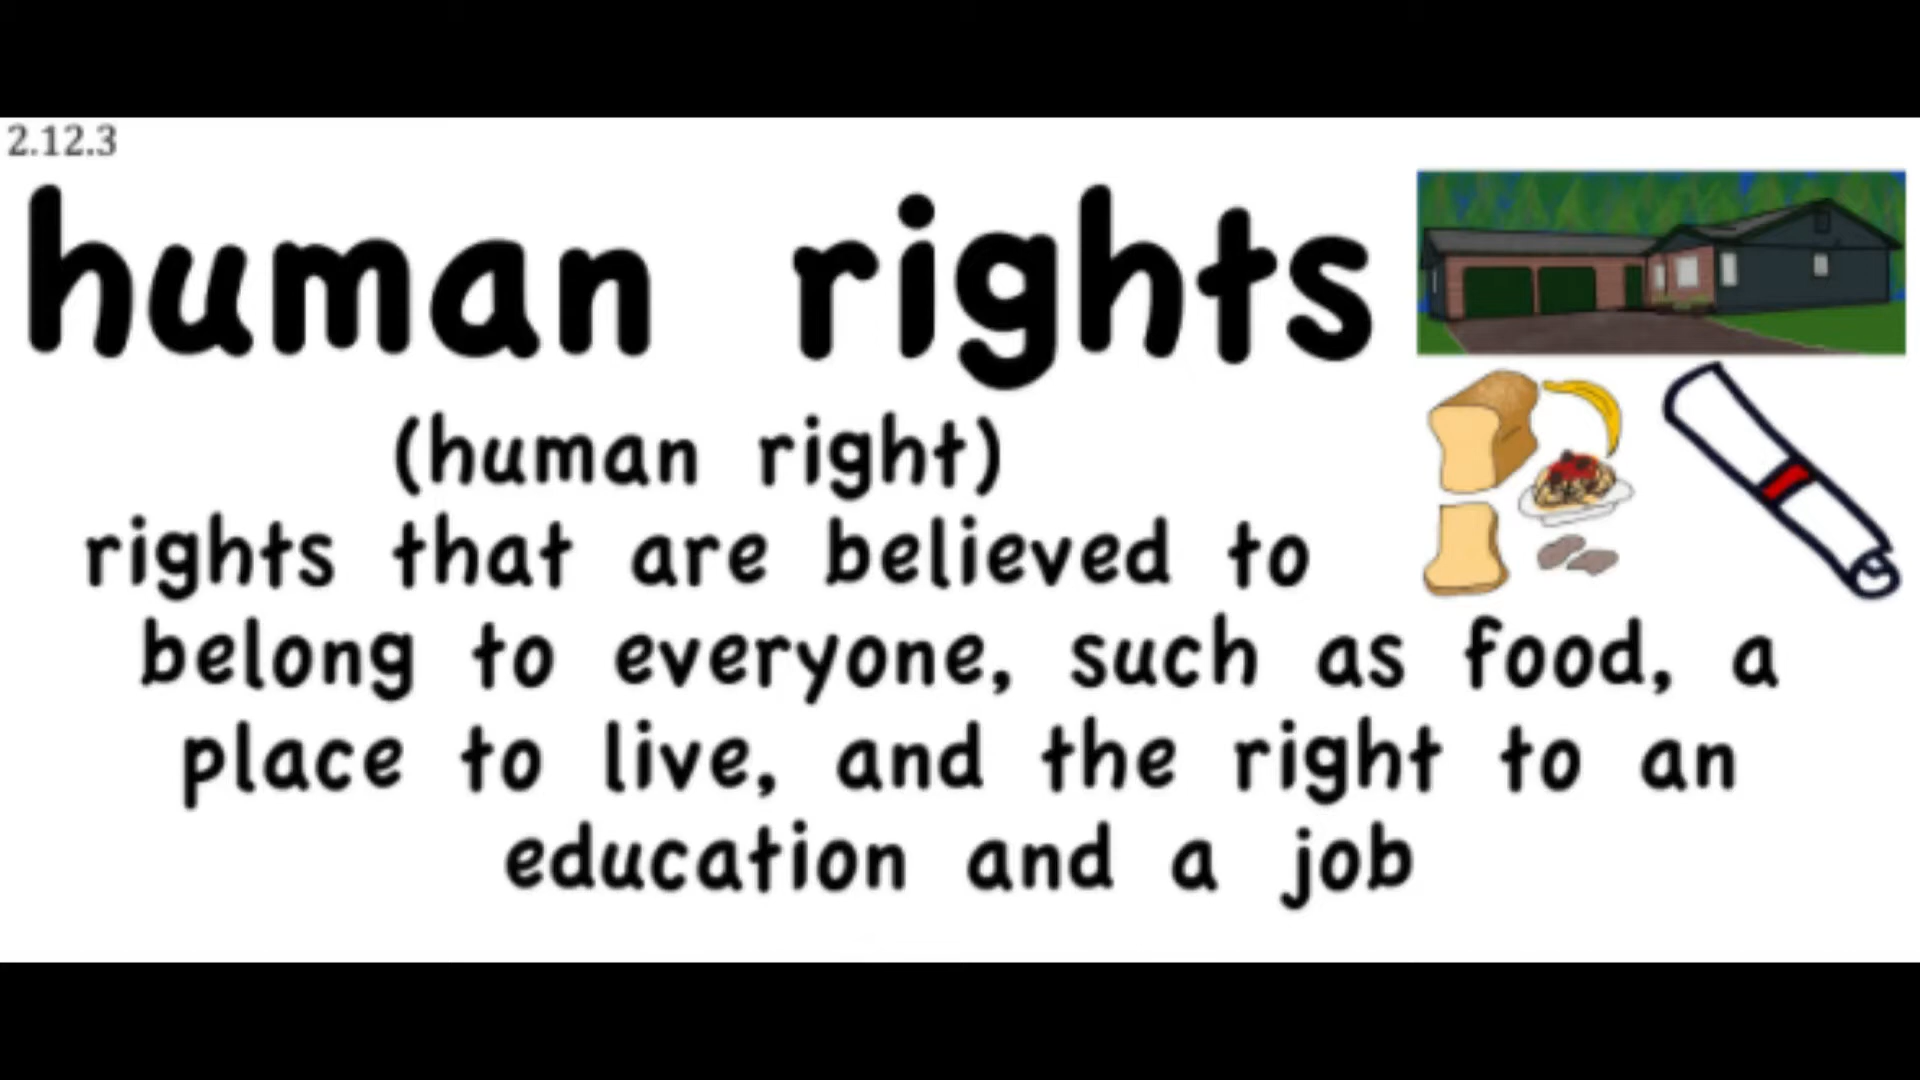 2.12.3
human rights
(human right)
rights that are believed to
belong to everyone, such as food, a
place to live, and the right to an
education and a job